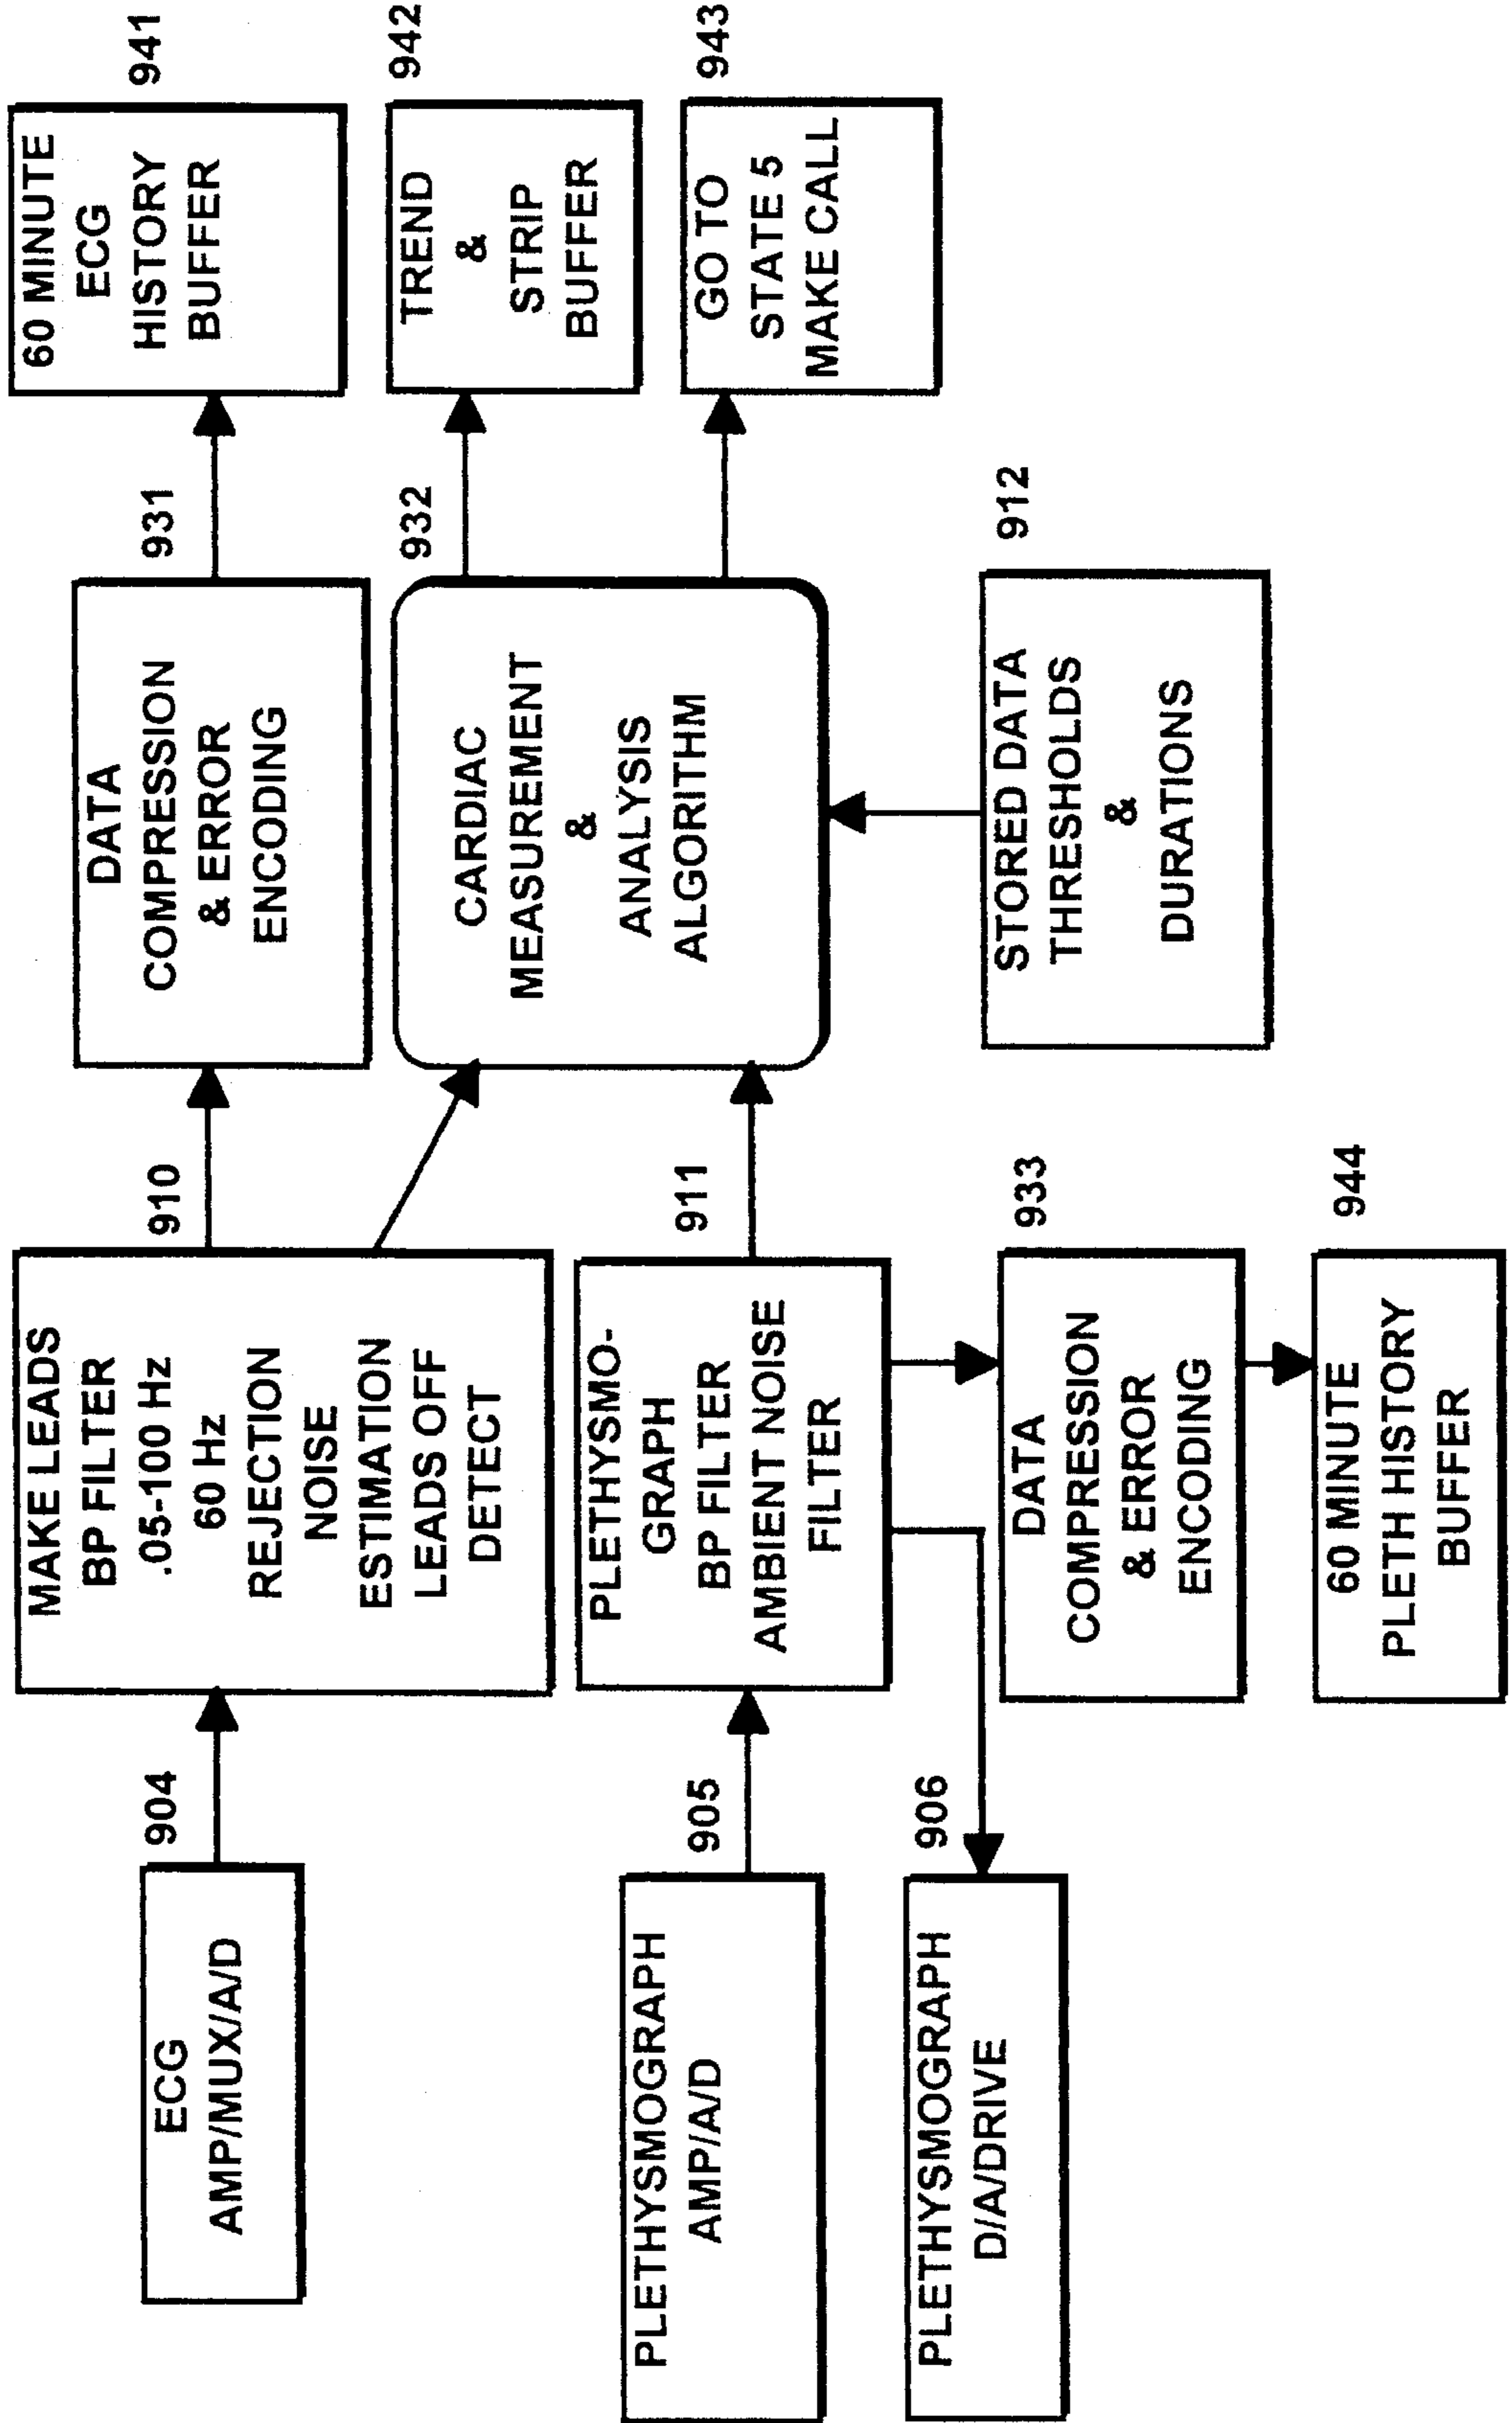 904
ECG
AMP/MUX/A/D
905
PLETHYSMOGRAPH
AMP/A/D
906
PLETHYSMOGRAPH
D/A/DRIVE
910
MAKE LEADS
BP FILTER
.05-100 Hz
60 Hz
REJECTION
NOISE
ESTIMATION
LEADS OFF
DETECT
911
PLETHYSMO-
GRAPH
BP FILTER
AMBIENT NOISE
FILTER
933
DATA
COMPRESSION
& ERROR
ENCODING
944
60 MINUTE
PLETH HISTORY
BUFFER
931
DATA
COMPRESSION
& ERROR
ENCODING
932
CARDIAC
MEASUREMENT
&
ANALYSIS
ALGORITHM
912
STORED DATA
THRESHOLDS
&
DURATIONS
941
60 MINUTE
ECG
HISTORY
BUFFER
942
TREND
&
STRIP
BUFFER
943
GO TO
STATE 5
MAKE CALL